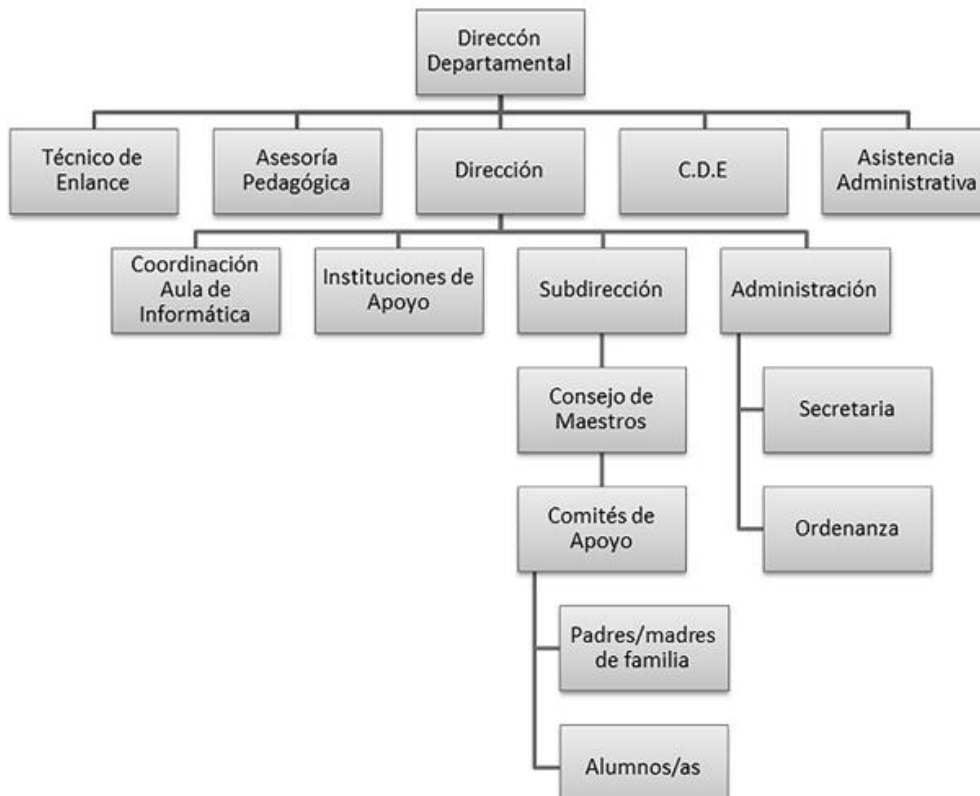 Direccón
Departamental
Técnico de
Enlance
Asesoría
Pedagógica
Dirección
C.D.E
Asistencia
Administrativa
Coordinación
Aula de
Informática
Instituciones de
Apoyo
Subdirección
Administración
Consejo de
Maestros
Secretaria
Comités de
Apoyo
Ordenanza
Padres/madres
de familia
Alumnos/as